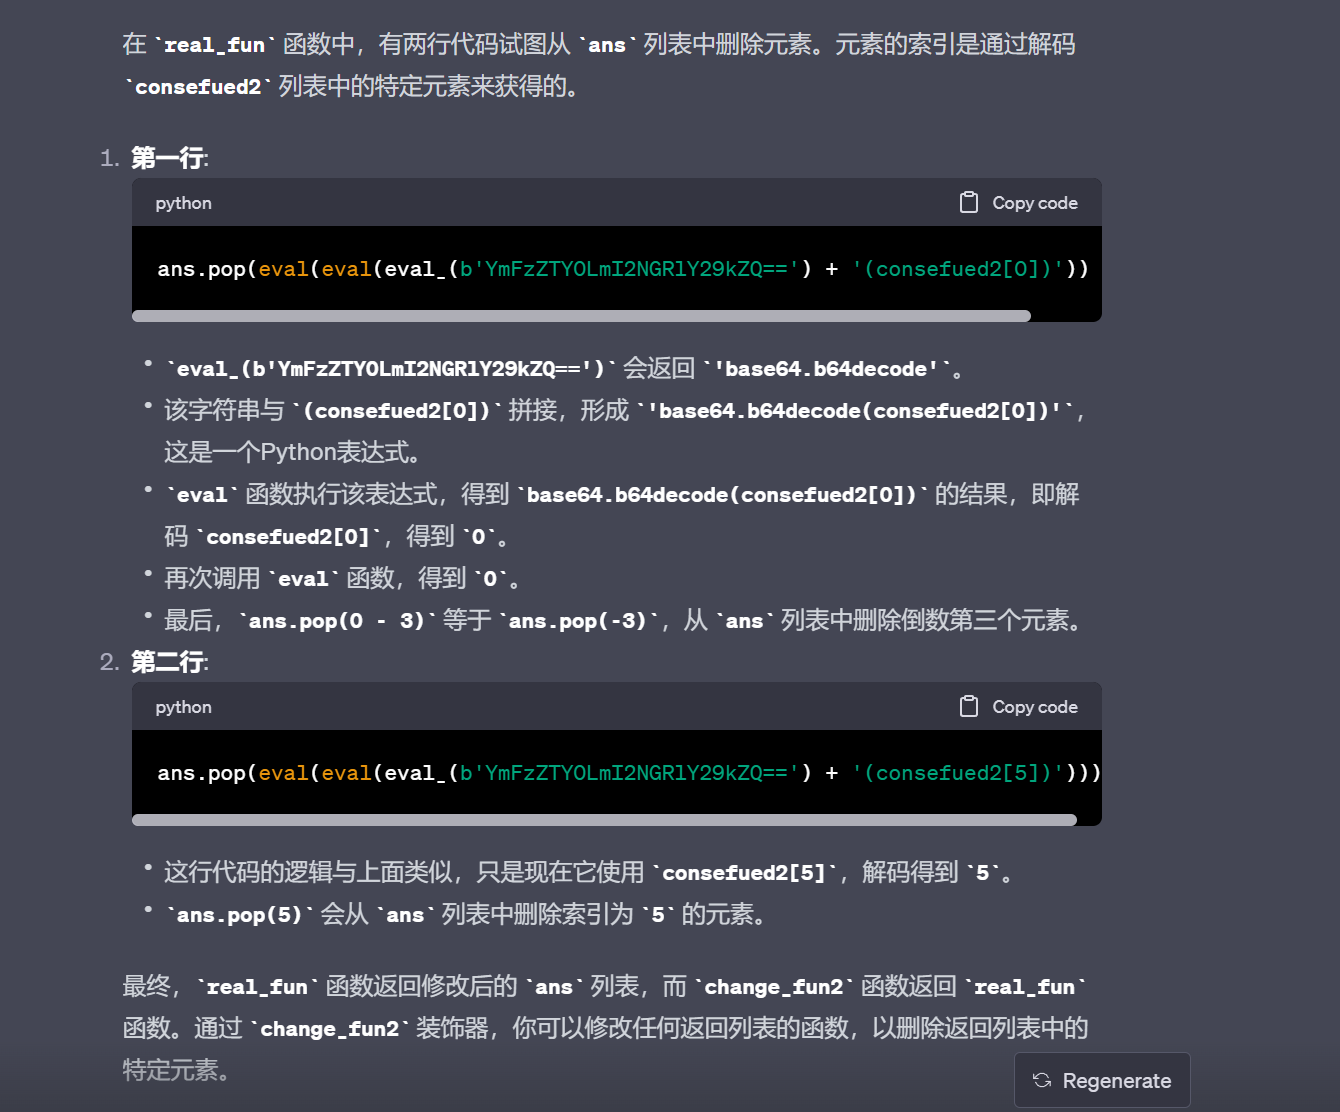 在 `real_fun` 函数中，有两行代码试图从 `ans` 列表中删除元素。元素的索引是通过解码
`consefued2` 列表中的特定元素来获得的。
1. 第一行:
python Copy code
ans.pop(eval(eval(eval_(b'YmFzZTY0LmI2NGRlY29kZQ==') + '(consefued2[0])'))
• `eval_(b'YmFzZTY0LmI2NGRlY29kZQ==')` 会返回 `'base64.b64decode'`。
• 该字符串与 `(consefued2[0])` 拼接，形成 `'base64.b64decode(consefued2[0])'`，
这是一个Python表达式。
• `eval` 函数执行该表达式，得到 `base64.b64decode(consefued2[0])` 的结果，即解
码 `consefued2[0]`，得到 `0`。
• 再次调用 `eval` 函数，得到 `0`。
• 最后，`ans.pop(0 - 3)` 等于 `ans.pop(-3)`，从 `ans` 列表中删除倒数第三个元素。
2. 第二行:
python Copy code
ans.pop(eval(eval(eval_(b'YmFzZTY0LmI2NGRlY29kZQ==') + '(consefued2[5])')))
• 这行代码的逻辑与上面类似，只是现在它使用 `consefued2[5]`，解码得到 `5`。
• `ans.pop(5)` 会从 `ans` 列表中删除索引为 `5` 的元素。
最终，`real_fun` 函数返回修改后的 `ans` 列表，而 `change_fun2` 函数返回 `real_fun`
函数。通过 `change_fun2` 装饰器，你可以修改任何返回列表的函数，以删除返回列表中的
特定元素。
Regenerate